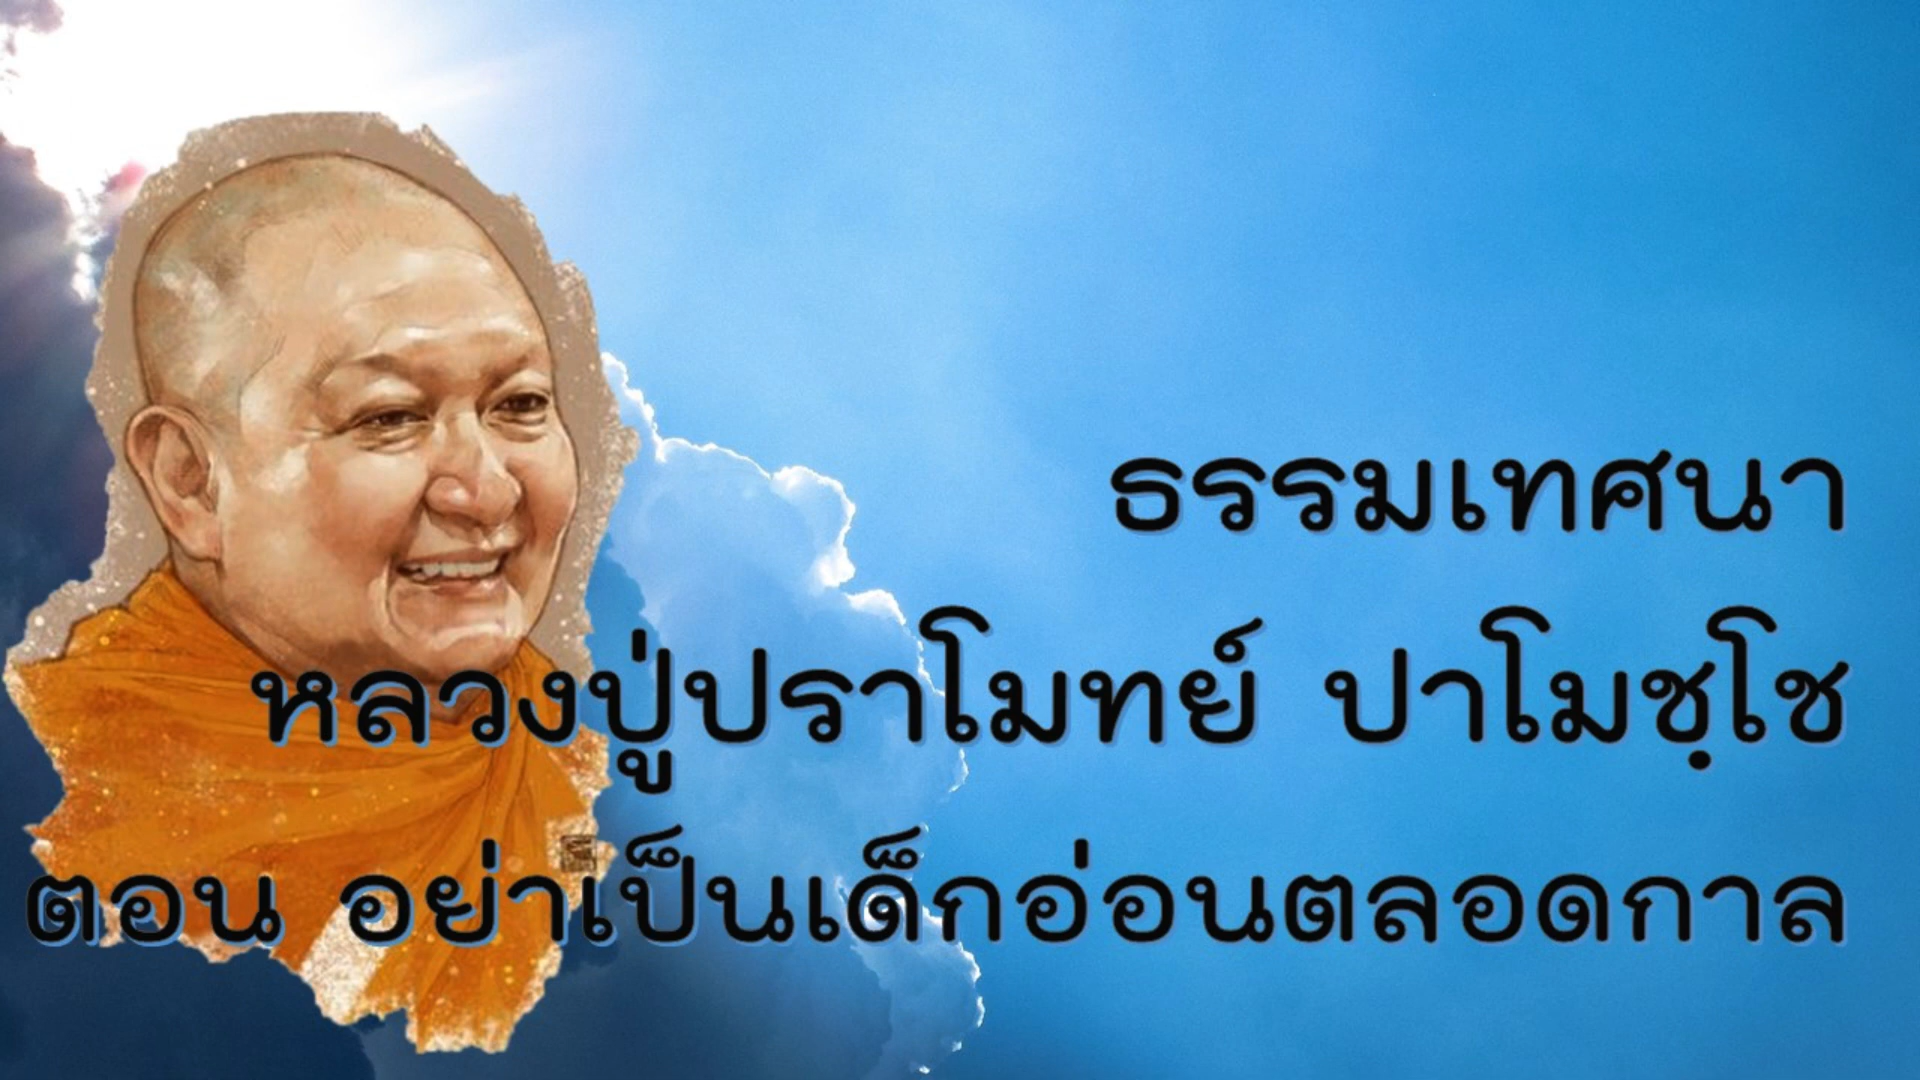 ธรรมเทศนา
หลวงปู่ปราโมทย์ ปาโมชฺโช
ตอน อย่าเป็นเด็กอ่อนตลอดกาล